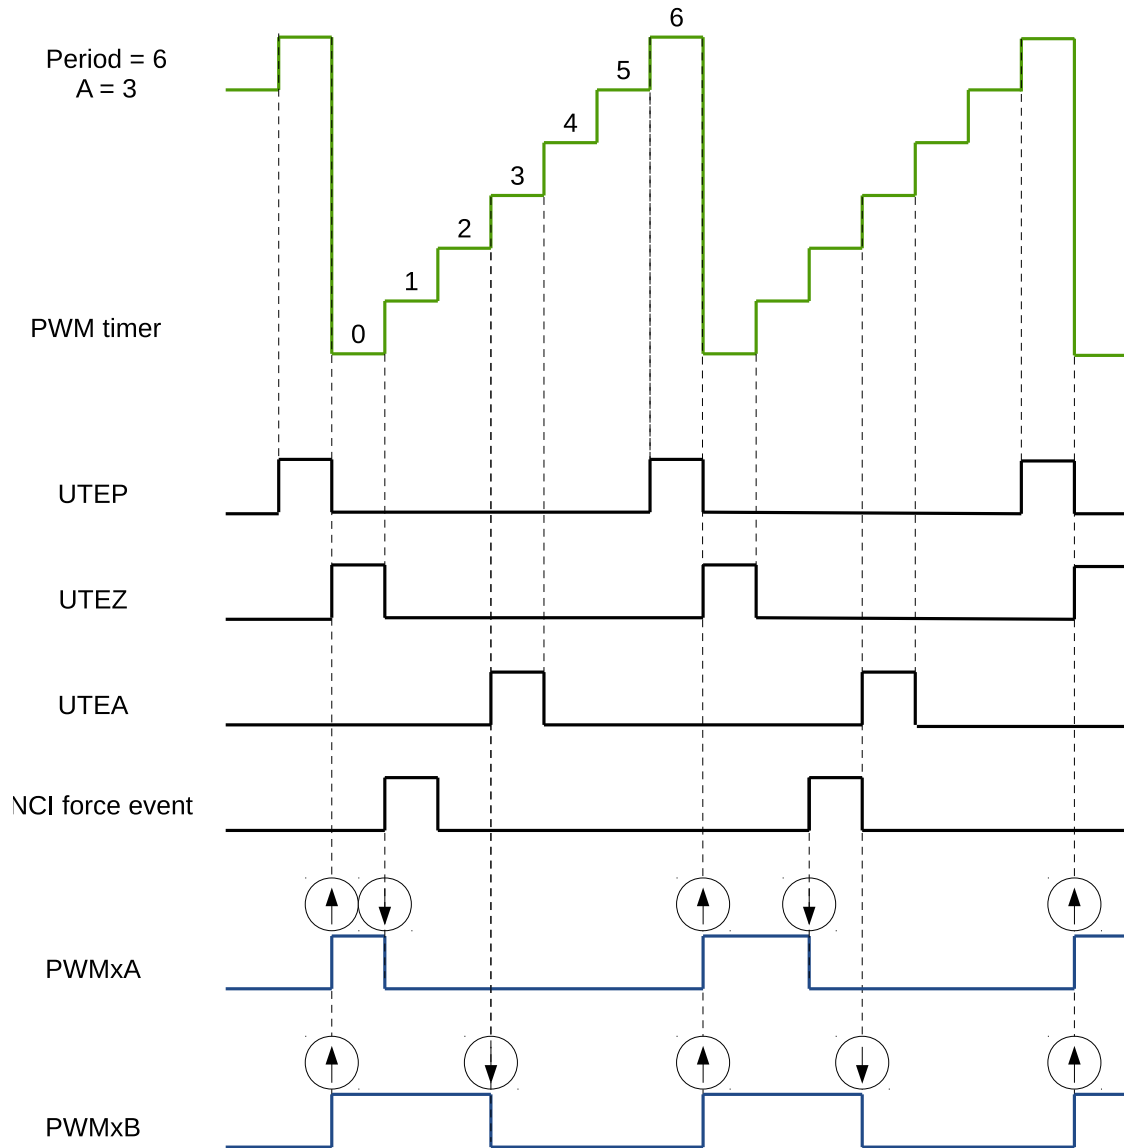 6
Period = 6
A = 3
5
4
3
2
1
0
PWM timer
UTEP
UTEZ
UTEA
NCI force event
PWMxA
PWMxB